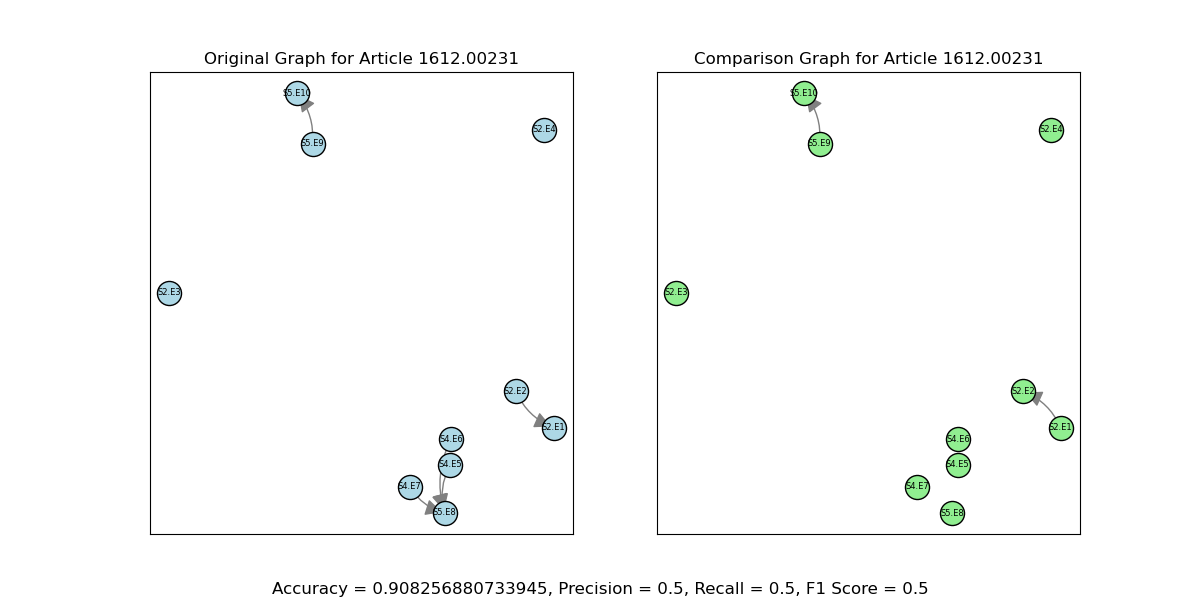 Original Graph for Article 1612.00231
S5.E10
S5.E9
S2.E4
S2.E3
S2.E2
S2.E1
S4.E6
S4.E5
S4.E7
S5.E8
Comparison Graph for Article 1612.00231
S5.E10
S5.E9
S2.E4
S2.E3
S2.E2
S2.E1
S4.E6
S4.E5
S4.E7
S5.E8
Accuracy = 0.908256880733945, Precision = 0.5, Recall = 0.5, F1 Score = 0.5